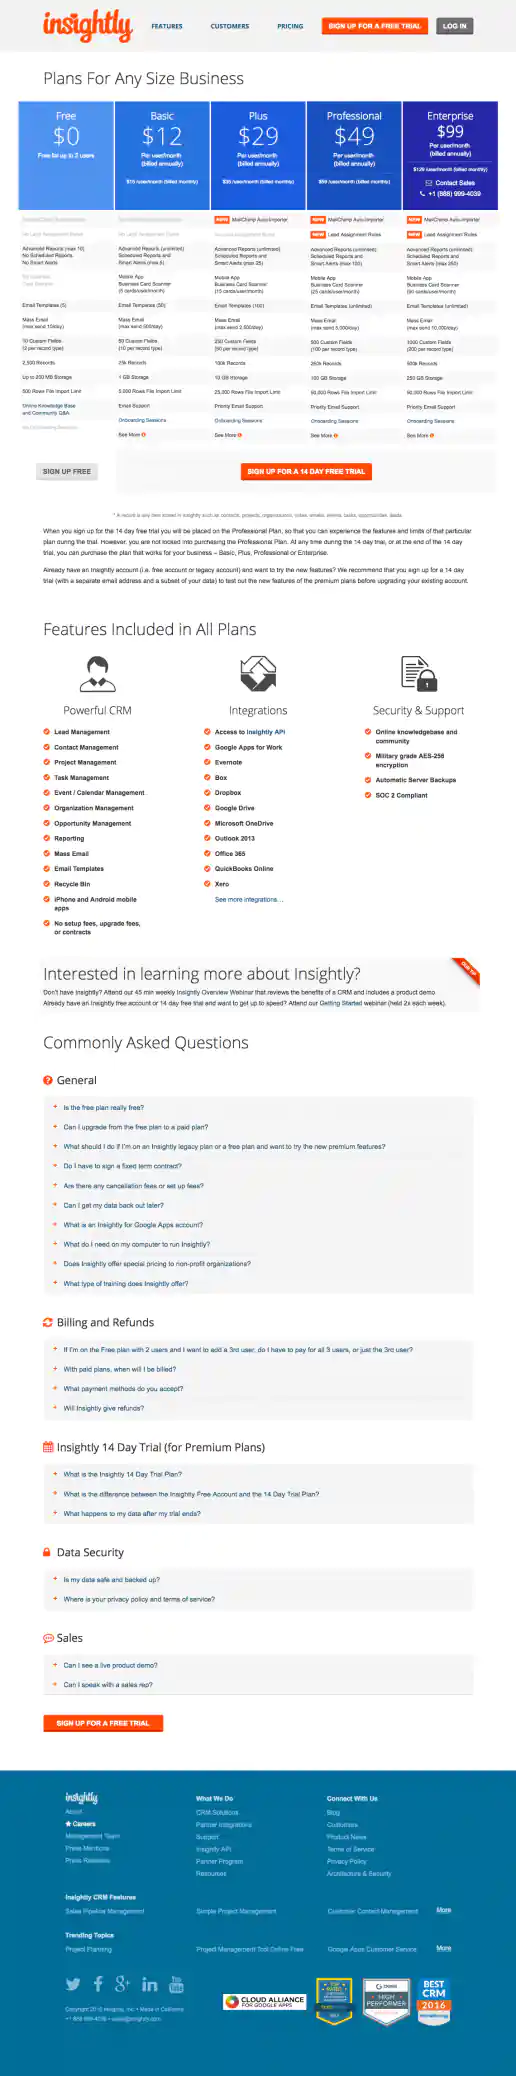 insightly
FEATURES
CUSTOMERS
PRICING
SIGN UP FOR A FREE TRIAL
LOG IN
Plans For Any Size Business
Free
$0
Free for up to 2 users
Basic
$12
Per user/month
(billed annually)
$15 /user/month (billed monthly)
Plus
$29
Per user/month
(billed annually)
$35 /user/month (billed monthly)
Professional
$49
Per user/month
(billed annually)
$59 /user/month (billed monthly)
Enterprise
$99
Per user/month
(billed annually)
$129 /user/month (billed monthly)
Contact Sales
+1 (888) 999-4039
Advanced Reports (max 10)
No Scheduled Reports
No Smart Alerts
Email Templates (5)
Mass Email
(max send 10/day)
10 Custom Fields
(2 per record type)
2,500 Records
Up to 200 MB Storage
500 Rows File Import Limit
Online Knowledge Base
and Community Q&A
Advanced Reports (unlimited)
Scheduled Reports and
Smart Alerts (max 5)
Mobile App
Business Card Scanner
(5 cards/user/month)
Email Templates (50)
Mass Email
(max send 500/day)
50 Custom Fields
(10 per record type)
25k Records
1 GB Storage
5,000 Rows File Import Limit
Email Support
Onboarding Sessions
See More
NEW MailChimp Auto-Importer
Advanced Reports (unlimited)
Scheduled Reports and
Smart Alerts (max 25)
Mobile App
Business Card Scanner
(15 cards/user/month)
Email Templates (100)
Mass Email
(max send 2,500/day)
250 Custom Fields
(50 per record type)
100k Records
10 GB Storage
25,000 Rows File Import Limit
Priority Email Support
Onboarding Sessions
See More
NEW MailChimp Auto-Importer
NEW Lead Assignment Rules
Advanced Reports (unlimited)
Scheduled Reports and
Smart Alerts (max 100)
Mobile App
Business Card Scanner
(25 cards/user/month)
Email Templates (unlimited)
Mass Email
(max send 5,000/day)
500 Custom Fields
(100 per record type)
250k Records
100 GB Storage
50,000 Rows File Import Limit
Priority Email Support
Onboarding Sessions
See More
NEW MailChimp Auto-Importer
NEW Lead Assignment Rules
Advanced Reports (unlimited)
Scheduled Reports and
Smart Alerts (max 250)
Mobile App
Business Card Scanner
(50 cards/user/month)
Email Templates (unlimited)
Mass Email
(max send 10,000/day)
1000 Custom Fields
(200 per record type)
500k Records
250 GB Storage
50,000 Rows File Import Limit
Priority Email Support
Onboarding Sessions
See More
SIGN UP FREE
SIGN UP FOR A 14 DAY FREE TRIAL
* A record is any item stored in Insightly such as contacts, projects, organizations, notes, emails, events, tasks, opportunities, leads
When you sign up for the 14 day free trial you will be placed on the Professional Plan, so that you can experience the features and limits of that particular
plan during the trial. However, you are not locked into purchasing the Professional Plan. At any time during the 14 day trial, or at the end of the 14 day
trial, you can purchase the plan that works for your business – Basic, Plus, Professional or Enterprise.
Already have an Insightly account (i.e. free account or legacy account) and want to try the new features? We recommend that you sign up for a 14 day
trial (with a separate email address and a subset of your data) to test out the new features of the premium plans before upgrading your existing account.
Features Included in All Plans
Powerful CRM
Lead Management
Contact Management
Project Management
Task Management
Event / Calendar Management
Organization Management
Opportunity Management
Reporting
Mass Email
Email Templates
Recycle Bin
iPhone and Android mobile
apps
No setup fees, upgrade fees,
or contracts
Integrations
Access to Insightly API
Google Apps for Work
Evernote
Box
Dropbox
Google Drive
Microsoft OneDrive
Outlook 2013
Office 365
QuickBooks Online
Xero
See more integrations…
Security & Support
Online knowledgebase and
community
Military grade AES-256
encryption
Automatic Server Backups
SOC 2 Compliant
Interested in learning more about Insightly?
Don't have Insightly? Attend our 45 min weekly Insightly Overview Webinar that reviews the benefits of a CRM and includes a product demo.
Already have an Insightly free account or 14 day free trial and want to get up to speed? Attend our Getting Started webinar (held 2x each week).
Commonly Asked Questions
General
+ Is the free plan really free?
+ Can I upgrade from the free plan to a paid plan?
+ What should I do if I'm on an Insightly legacy plan or a free plan and want to try the new premium features?
+ Do I have to sign a fixed term contract?
+ Are there any cancellation fees or set up fees?
+ Can I get my data back out later?
+ What is an Insightly for Google Apps account?
+ What do I need on my computer to run Insightly?
+ Does Insightly offer special pricing to non-profit organizations?
+ What type of training does Insightly offer?
Billing and Refunds
+ If I'm on the Free plan with 2 users and I want to add a 3rd user, do I have to pay for all 3 users, or just the 3rd user?
+ With paid plans, when will I be billed?
+ What payment methods do you accept?
+ Will Insightly give refunds?
Insightly 14 Day Trial (for Premium Plans)
+ What is the Insightly 14 Day Trial Plan?
+ What is the difference between the Insightly Free Account and the 14 Day Trial Plan?
+ What happens to my data after my trial ends?
Data Security
+ Is my data safe and backed up?
+ Where is your privacy policy and terms of service?
Sales
+ Can I see a live product demo?
+ Can I speak with a sales rep?
SIGN UP FOR A FREE TRIAL
insightly
About
Careers
Management Team
Press Mentions
Press Releases
What We Do
CRM Solutions
Partner Integrations
Support
Insightly API
Partner Program
Resources
Connect With Us
Blog
Customers
Product News
Terms of Service
Privacy Policy
Architecture & Security
Insightly CRM Features
Sales Pipeline Management
Simple Project Management
Customer Contact Management
More
Trending Topics
Project Planning
Project Management Tool Online Free
Google Apps Customer Service
More
Copyright 2016 Insightly, Inc. • Made in California
+1 888 999-4039 • sales@insightly.com
CLOUD ALLIANCE
FOR GOOGLE APPS
TOP
RATED
HIGH
PERFORMER
BEST
CRM
2016